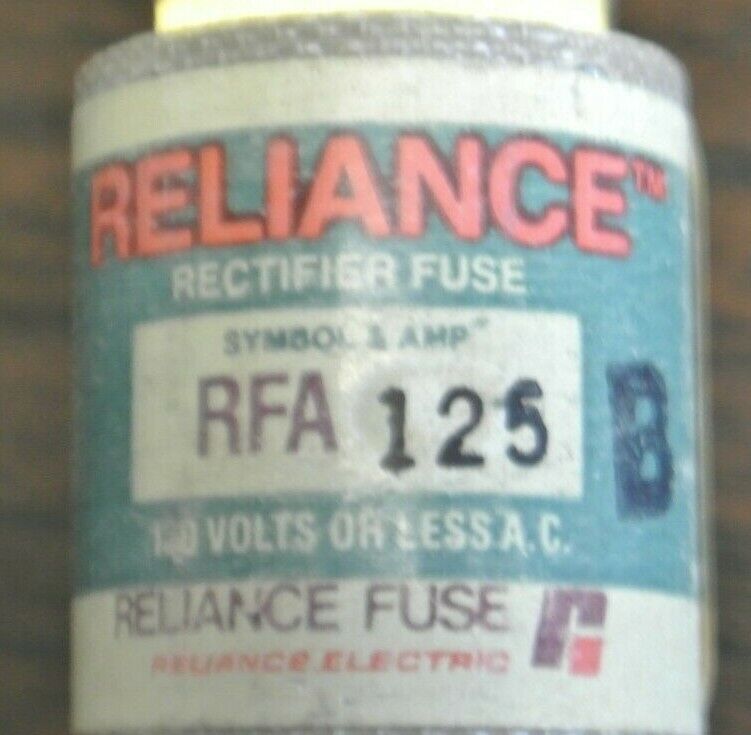 RELIANCE™
RECTIFIER FUSE
SYMBOL & AMP
RFA 125 B
VOLTS OR LESS A.C.
RELIANCE FUSE
RELIANCE ELECTRIC